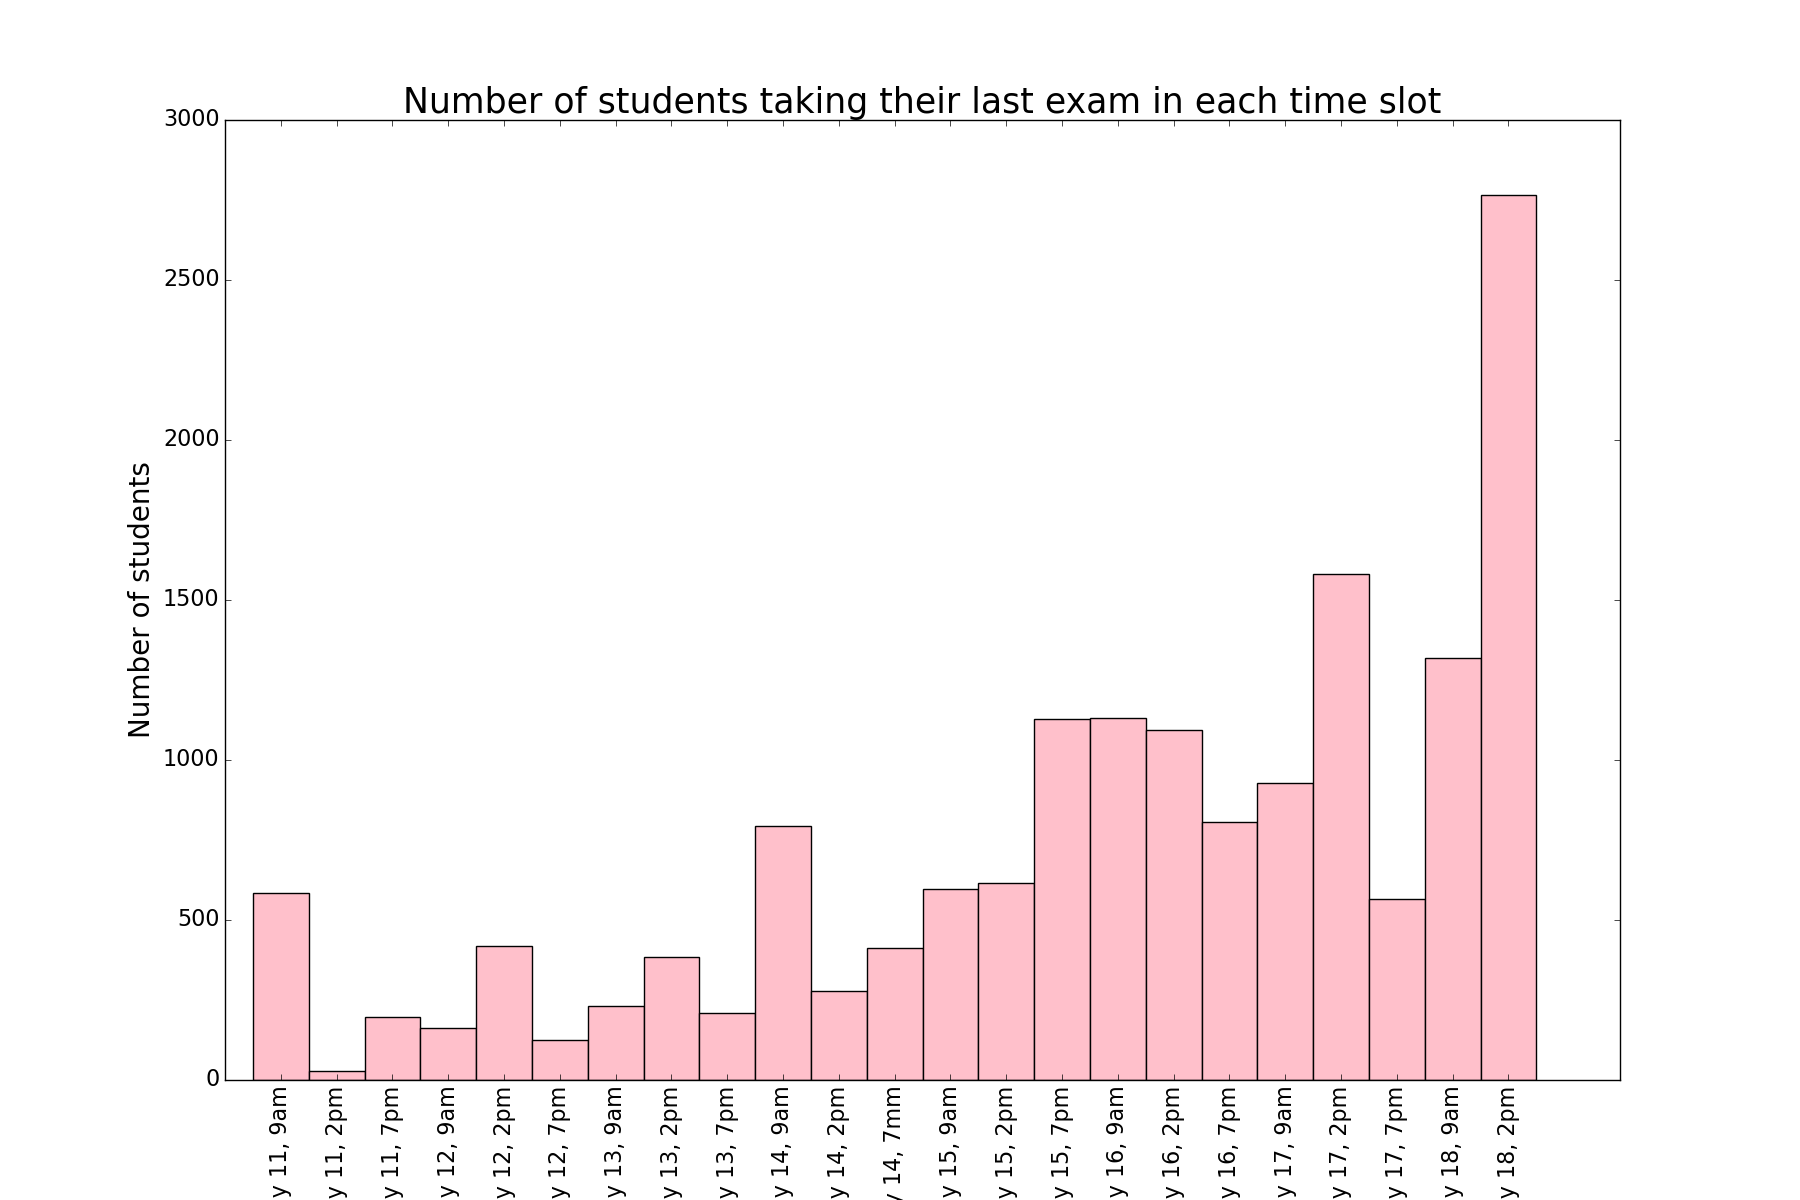 Number of students taking their last exam in each time slot
3000
2500
2000
1500
1000
500
0
Number of students
y 11, 9am
y 11, 2pm
y 11, 7pm
y 12, 9am
y 12, 2pm
y 12, 7pm
y 13, 9am
y 13, 2pm
y 13, 7pm
y 14, 9am
y 14, 2pm
y 14, 7mm
y 15, 9am
y 15, 2pm
y 15, 7pm
y 16, 9am
y 16, 2pm
y 16, 7pm
y 17, 9am
y 17, 2pm
y 17, 7pm
y 18, 9am
y 18, 2pm